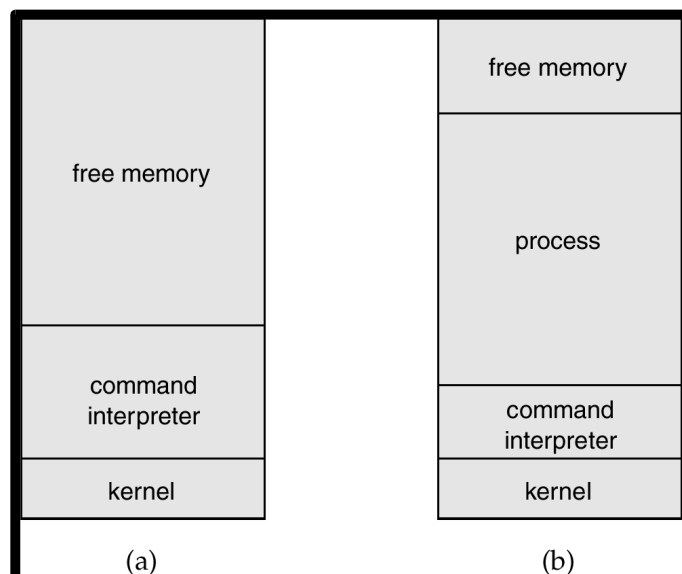 free memory
command
interpreter
kernel
(a)
free memory
process
command
interpreter
kernel
(b)